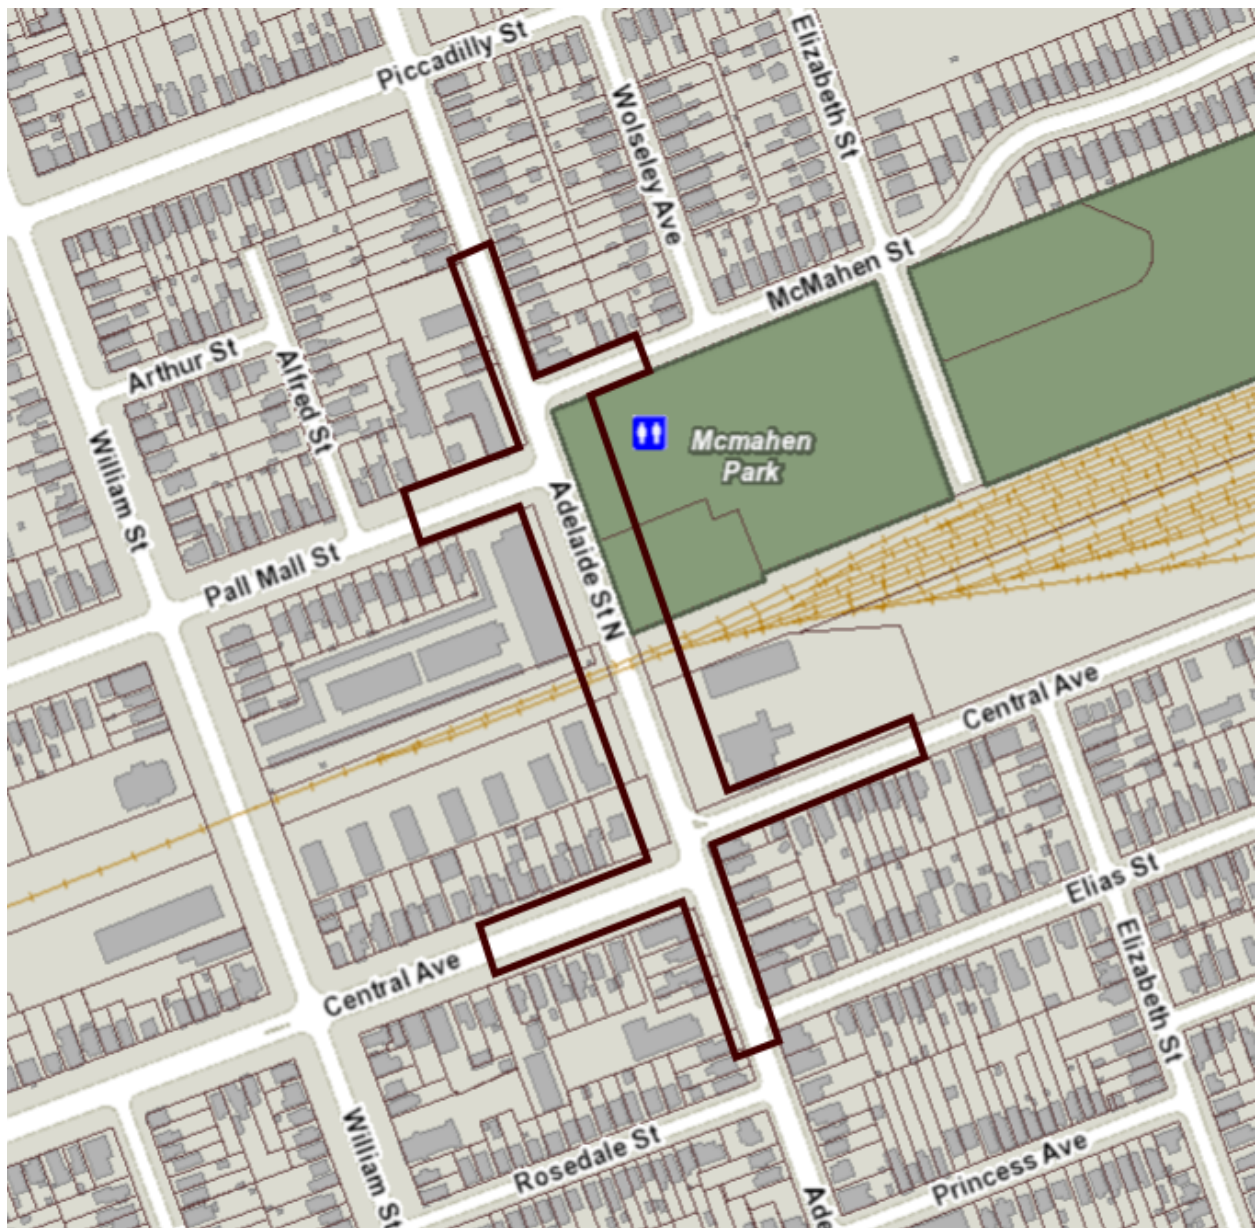 Piccadilly St
Elizabeth St
Wolseley Ave
McMahen St
Arthur St
Alfred St
William St
Mcmahen
Park
Adelaide St N
Pall Mall St
Central Ave
Elias St
Central Ave
Elizabeth St
William St
Rosedale St
Princess Ave
Ade